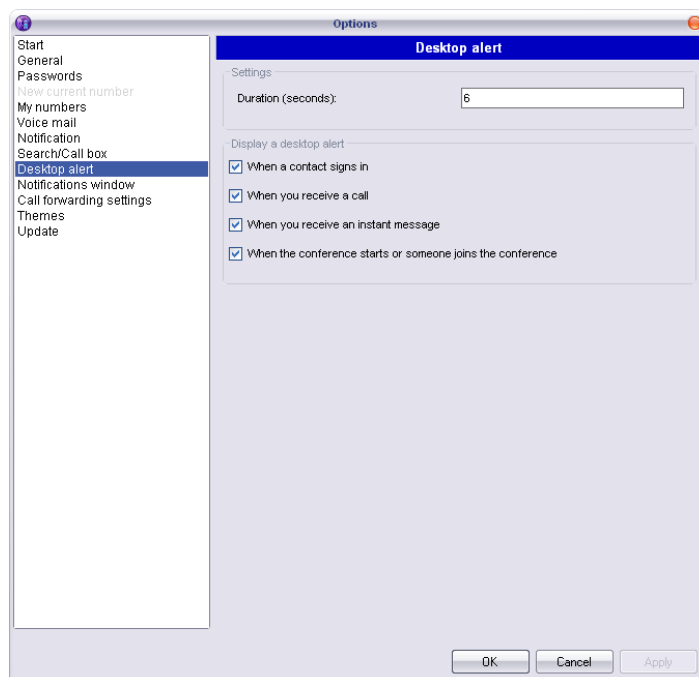 Options
Start
General
Passwords
New current number
My numbers
Voice mail
Notification
Search/Call box
Desktop alert
Notifications window
Call forwarding settings
Themes
Update
Desktop alert
Settings
Duration (seconds): 6
Display a desktop alert
When a contact signs in
When you receive a call
When you receive an instant message
When the conference starts or someone joins the conference
OK Cancel Apply